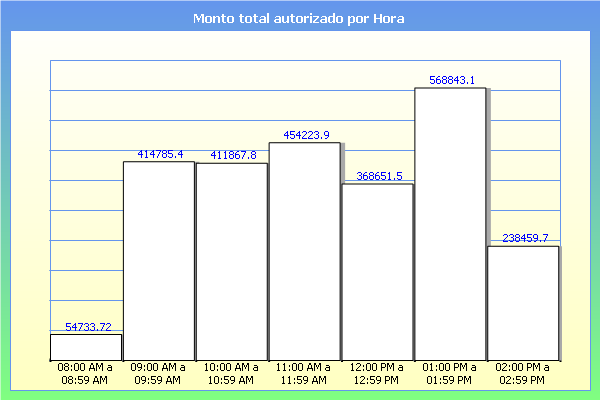 Monto total autorizado por Hora
568843.1
454223.9
414785.4
411867.8
368651.5
238459.7
54733.72
08:00 AM a
08:59 AM
09:00 AM a
09:59 AM
10:00 AM a
10:59 AM
11:00 AM a
11:59 AM
12:00 PM a
12:59 PM
01:00 PM a
01:59 PM
02:00 PM a
02:59 PM